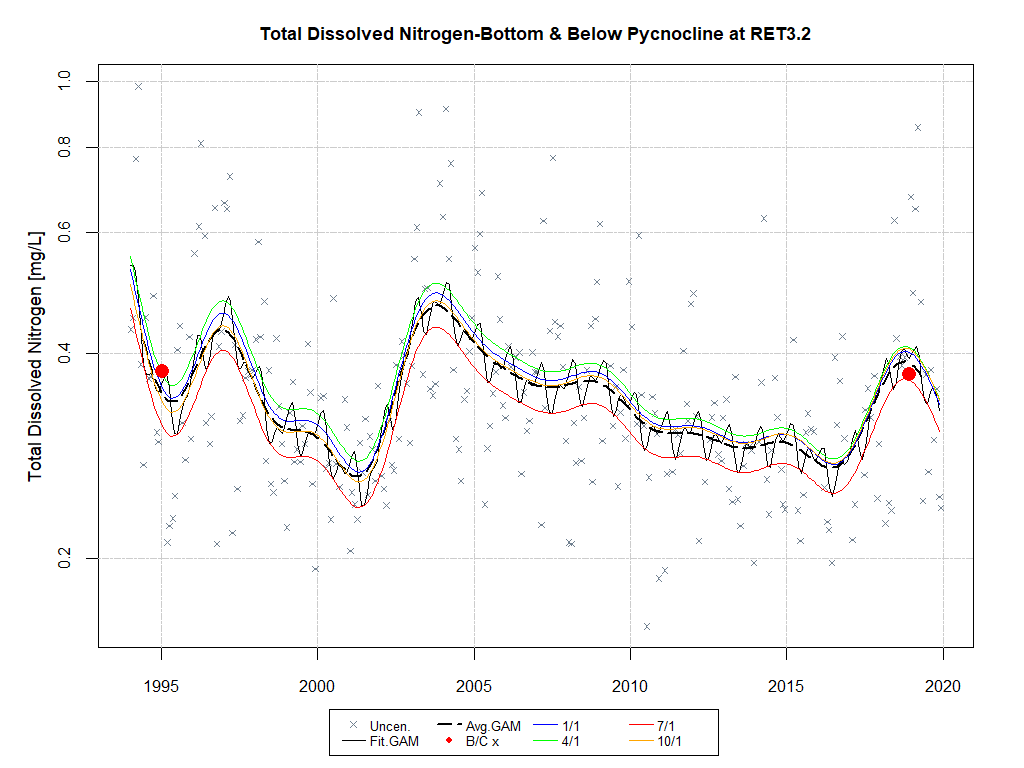 Total Dissolved Nitrogen-Bottom & Below Pycnocline at RET3.2
Total Dissolved Nitrogen [mg/L]
1.0
0.8
0.6
0.4
0.2
1995 2000 2005 2010 2015 2020
Uncen. Avg.GAM 1/1 7/1
Fit.GAM B/C x 4/1 10/1